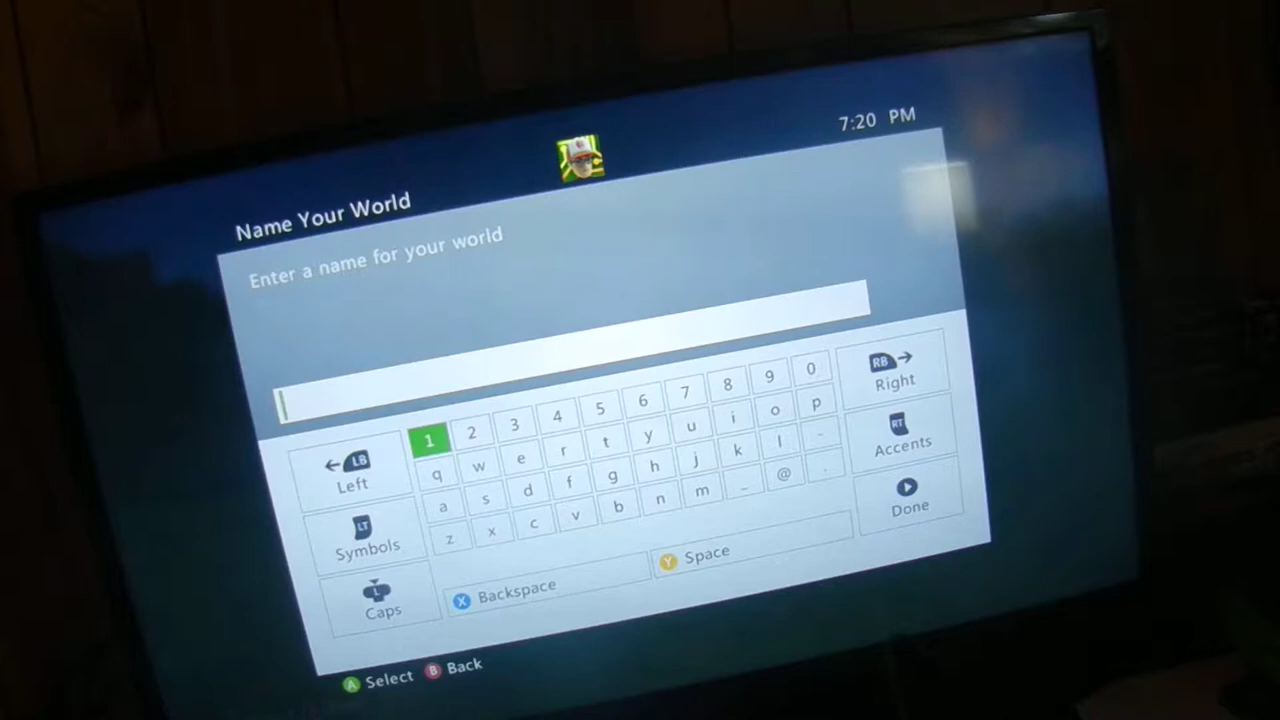 7:20 PM
Name Your World
Enter a name for your world
1 2 3 4 5 6 7 8 9 0
q w e r t y u i o p
a s d f g h j k l -
z x c v b n m _ @ .
LB
Left
LT
Symbols
L
Caps
RB
Right
RT
Accents
Done
X Backspace
Y Space
A Select B Back